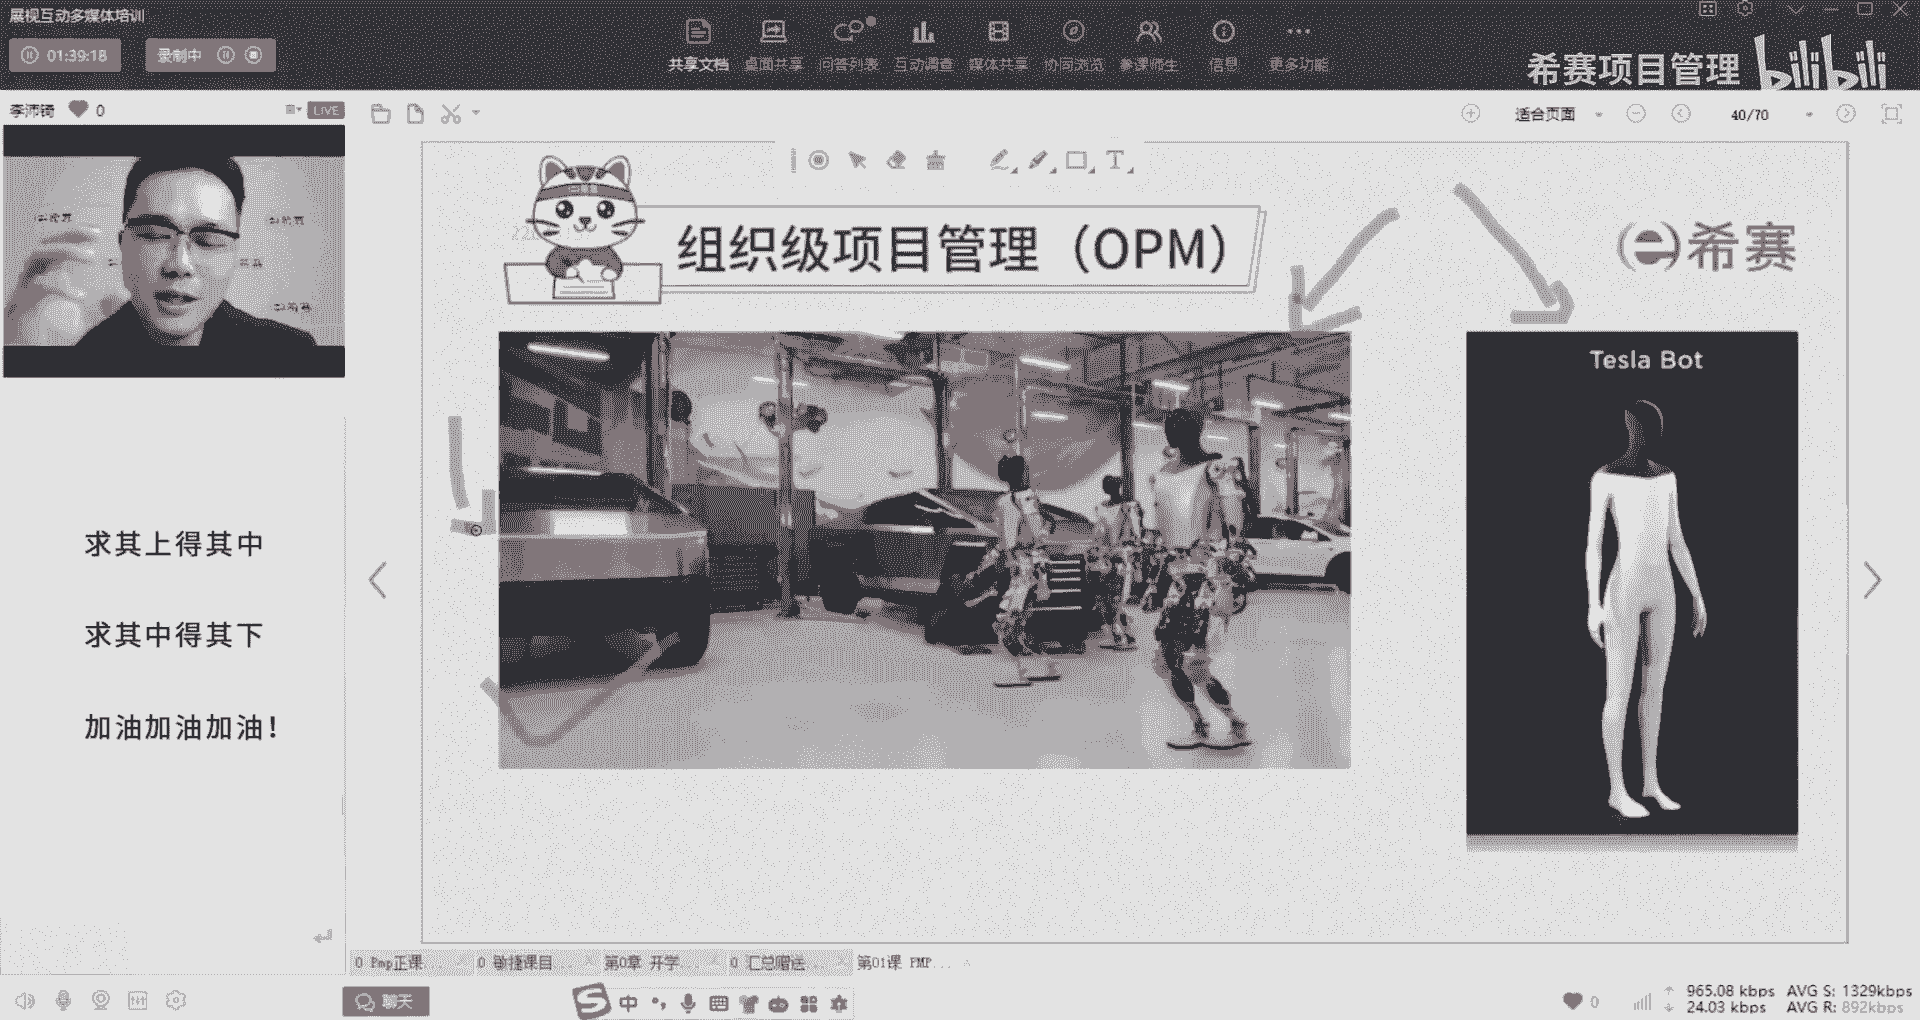 展视互动多媒体培训
01:39:18
录制中
共享文档 桌面共享 问答列表 互动调查 媒体共享 协同浏览 参课师生 信息 更多功能
希赛项目管理 bilibili
李沛锜 0 LIVE
适合页面 40/70
组织级项目管理（OPM）
希赛
Tesla Bot
求其上得其中
求其中得其下
加油加油加油！
0 Pmp正课... 0 敏捷课目... 第0章 开学... 0 汇总赠送... 第01课 PMP...
聊天
中
0
965.08 kbps AVG S: 1329kbps
24.03 kbps AVG R: 892kbps